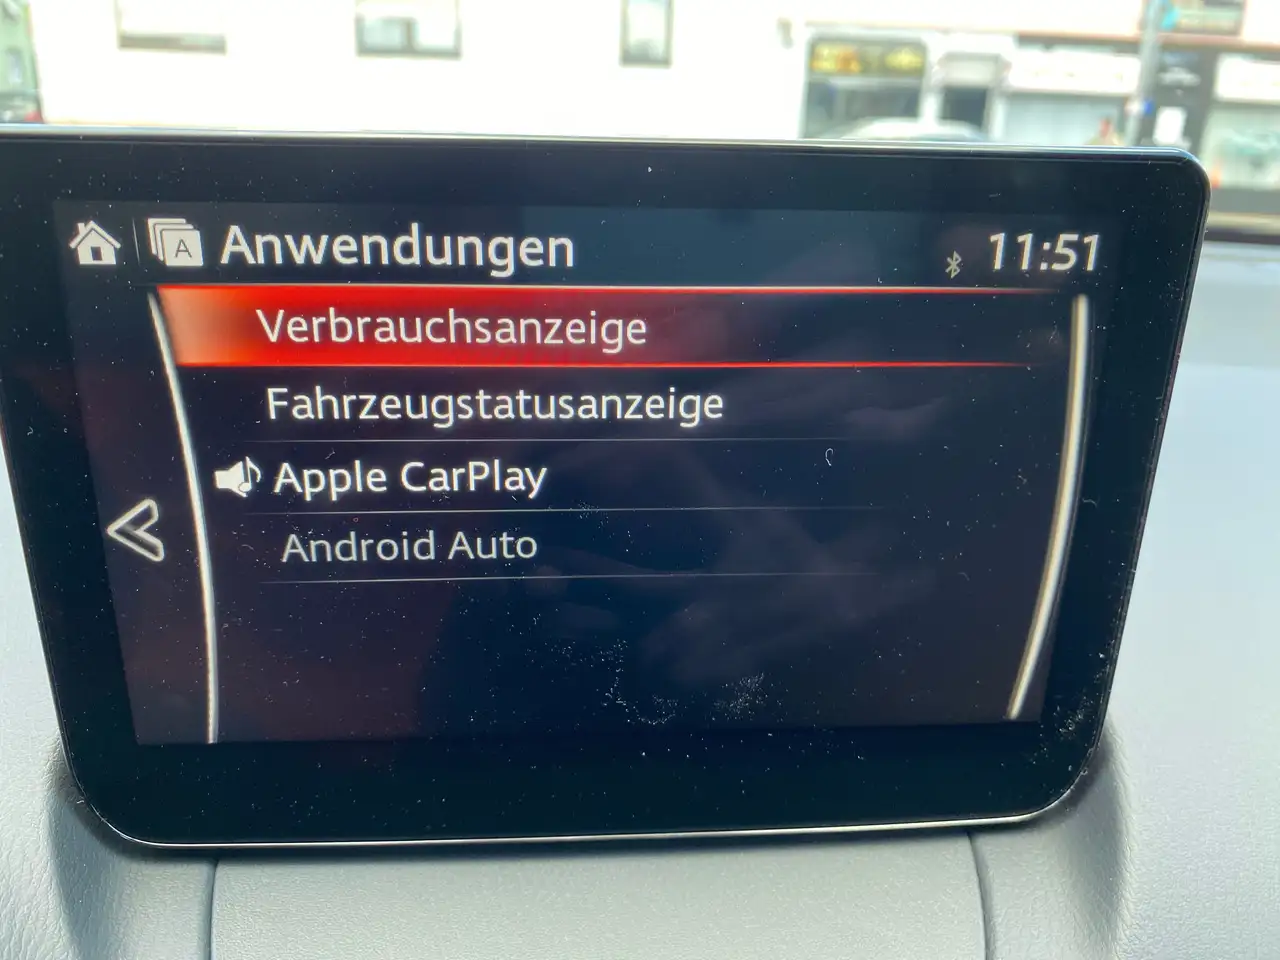 A Anwendungen 11:51
Verbrauchsanzeige
Fahrzeugstatusanzeige
Apple CarPlay
Android Auto